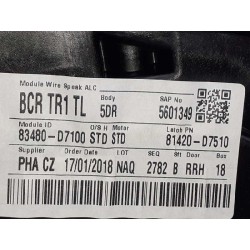 Module Wire Speak ALC
BCR TR1 TL Body 5DR SAP No 5601349
Module ID O/S H Motor Latch PN
83480-D7100 STD STD 81420-D7510
Supplier Order Date LOT SEQ Sft Door Box
PHA CZ 17/01/2018 NAQ 2782 B RRH 18